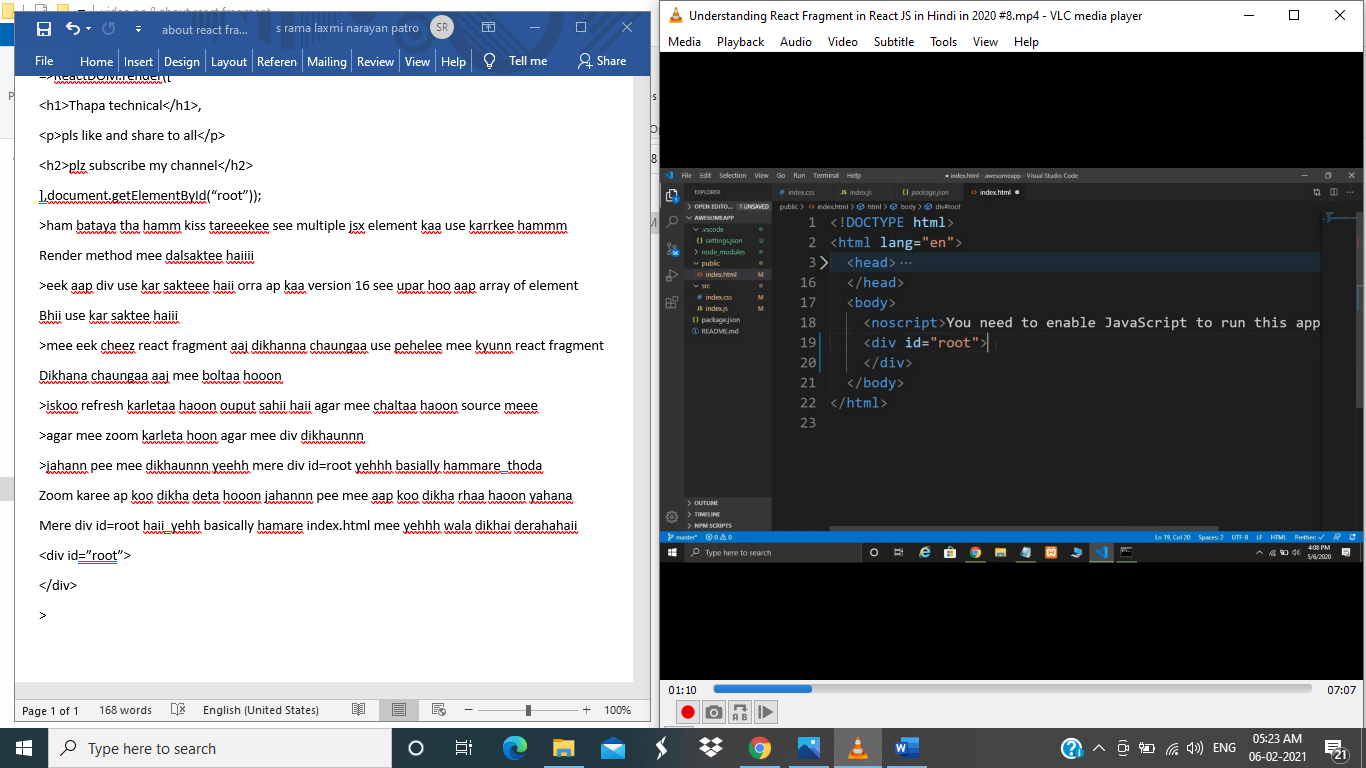 video no 8 about react fragment
about react fra...
s rama laxmi narayan patro
SR
File
Home
Insert
Design
Layout
Referen
Mailing
Review
View
Help
Tell me
Share
=>ReactDOM.render([
<h1>Thapa technical</h1>,
<p>pls like and share to all</p>
<h2>plz subscribe my channel</h2>
],document.getElementById(“root”));
>ham bataya tha hamm kiss tareeekee see multiple jsx element kaa use karrkee hammm
Render method mee dalsaktee haiiii
>eek aap div use kar sakteee haii orra ap kaa version 16 see upar hoo aap array of element
Bhii use kar saktee haiii
>mee eek cheez react fragment aaj dikhanna chaungaa use pehelee mee kyunn react fragment
Dikhana chaungaa aaj mee boltaa hooon
>iskoo refresh karletaa haoon ouput sahii haii agar mee chaltaa haoon source meee
>agar mee zoom karleta hoon agar mee div dikhaunnn
>jahann pee mee dikhaunnn yeehh mere div id=root yehhh basially hammare_thoda
Zoom karee ap koo dikha deta hooon jahannn pee mee aap koo dikha rhaa haoon yahana
Mere div id=root haii_yehh basically hamare index.html mee yehhh wala dikhai derahahaii
<div id=”root”>
</div>
>
Page 1 of 1
168 words
English (United States)
100%
Understanding React Fragment in React JS in Hindi in 2020 #8.mp4 - VLC media player
Media
Playback
Audio
Video
Subtitle
Tools
View
Help
File
Edit
Selection
View
Go
Run
Terminal
Help
● index.html - awesomeapp - Visual Studio Code
EXPLORER
index.css
index.js
package.json
index.html
OPEN EDITO...
1 UNSAVED
public > index.html > html > body > div#root
AWESOMEAPP
.vscode
settings.json U
node_modules
public
index.html M
src
index.css M
index.js M
package.json
README.md
OUTLINE
TIMELINE
NPM SCRIPTS
1 <!DOCTYPE html>
2 <html lang="en">
3 <head> ...
16 </head>
17 <body>
18 <noscript>You need to enable JavaScript to run this app
19 <div id="root">
20 </div>
21 </body>
22 </html>
23
master*
0
0
Ln 19, Col 20
Spaces: 2
UTF-8
LF
HTML
Prettier: ✓
Type here to search
4:08 PM
5/6/2020
01:10
07:07
Type here to search
ENG
05:23 AM
06-02-2021
21